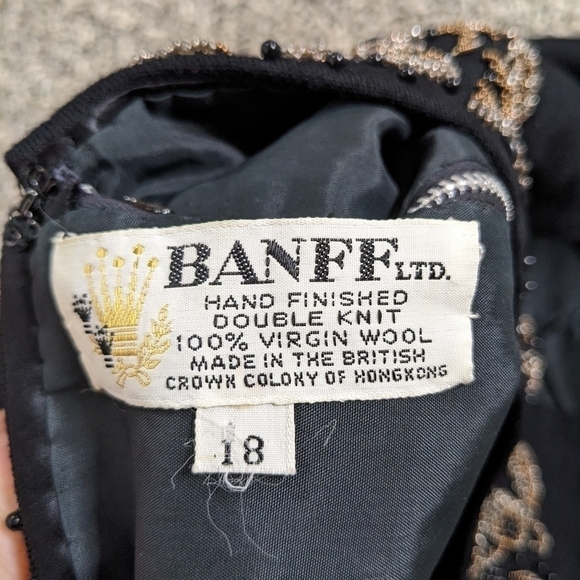 BANFF LTD.
HAND FINISHED
DOUBLE KNIT
100% VIRGIN WOOL
MADE IN THE BRITISH
CROWN COLONY OF HONGKONG
18